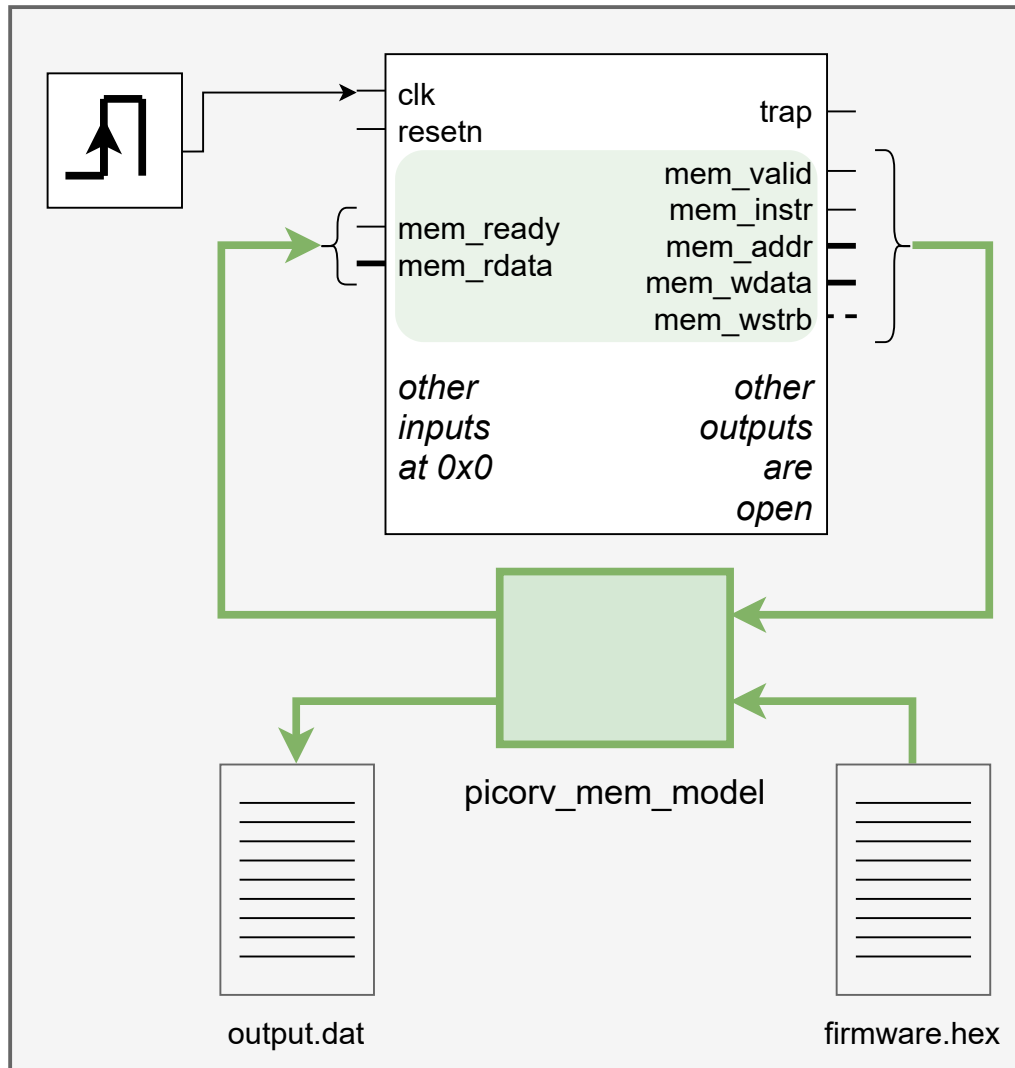 clk
resetn
trap
mem_valid
mem_instr
mem_ready
mem_addr
mem_rdata
mem_wdata
mem_wstrb
other
inputs
at 0x0
other
outputs
are
open
picorv_mem_model
output.dat
firmware.hex